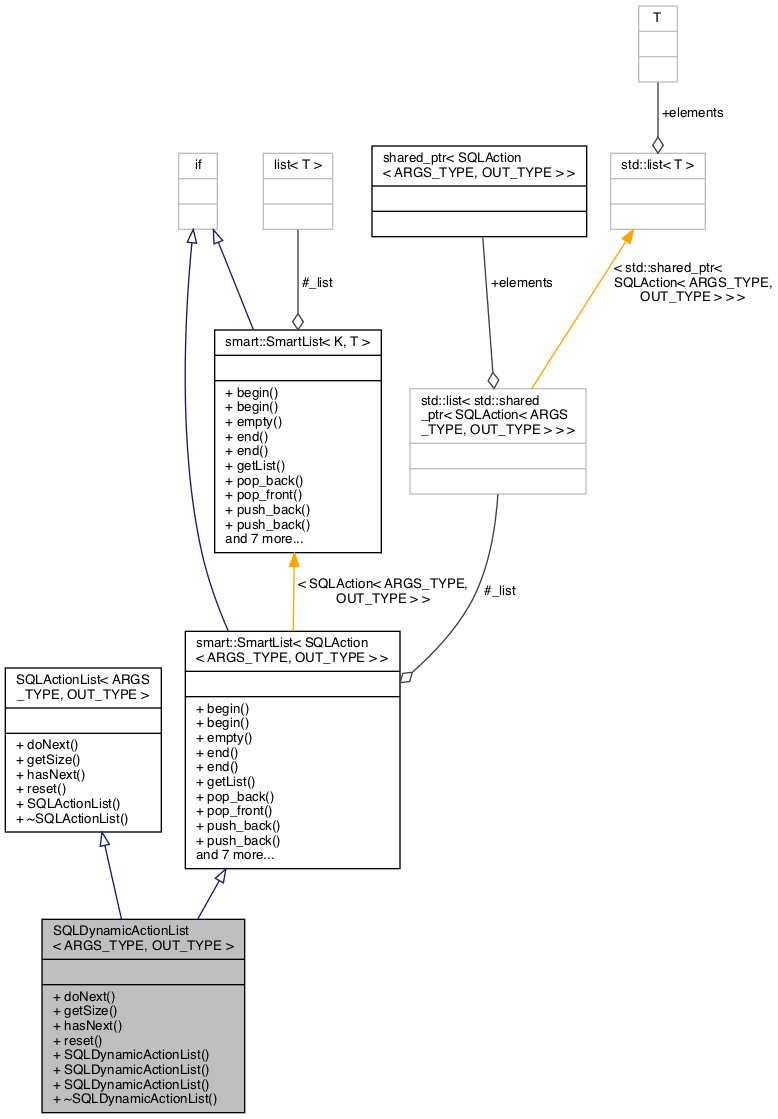 T
+elements
if
list< T >
shared_ptr< SQLAction
< ARGS_TYPE, OUT_TYPE > >
std::list< T >
#_list
+elements
< std::shared_ptr<
SQLAction< ARGS_TYPE,
OUT_TYPE > > >
smart::SmartList< K, T >
+ begin()
+ begin()
+ empty()
+ end()
+ end()
+ getList()
+ pop_back()
+ pop_front()
+ push_back()
+ push_back()
and 7 more...
std::list< std::shared
_ptr< SQLAction< ARGS
_TYPE, OUT_TYPE > > >
< SQLAction< ARGS_TYPE,
OUT_TYPE > >
#_list
smart::SmartList< SQLAction
< ARGS_TYPE, OUT_TYPE > >
+ begin()
+ begin()
+ empty()
+ end()
+ end()
+ getList()
+ pop_back()
+ pop_front()
+ push_back()
+ push_back()
and 7 more...
SQLActionList< ARGS
_TYPE, OUT_TYPE >
+ doNext()
+ getSize()
+ hasNext()
+ reset()
+ SQLActionList()
+ ~SQLActionList()
SQLDynamicActionList
< ARGS_TYPE, OUT_TYPE >
+ doNext()
+ getSize()
+ hasNext()
+ reset()
+ SQLDynamicActionList()
+ SQLDynamicActionList()
+ SQLDynamicActionList()
+ ~SQLDynamicActionList()